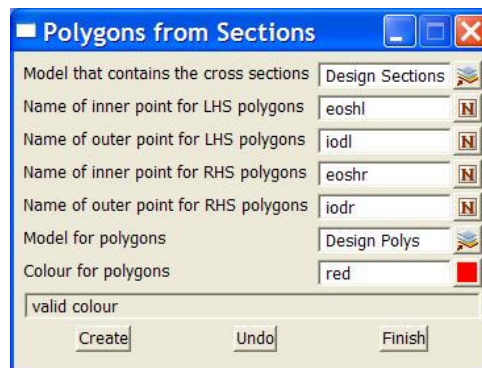 Polygons from Sections
Model that contains the cross sections Design Sections
Name of inner point for LHS polygons eoshl N
Name of outer point for LHS polygons iodl N
Name of inner point for RHS polygons eoshr N
Name of outer point for RHS polygons iodr N
Model for polygons Design Polys
Colour for polygons red
valid colour
Create Undo Finish